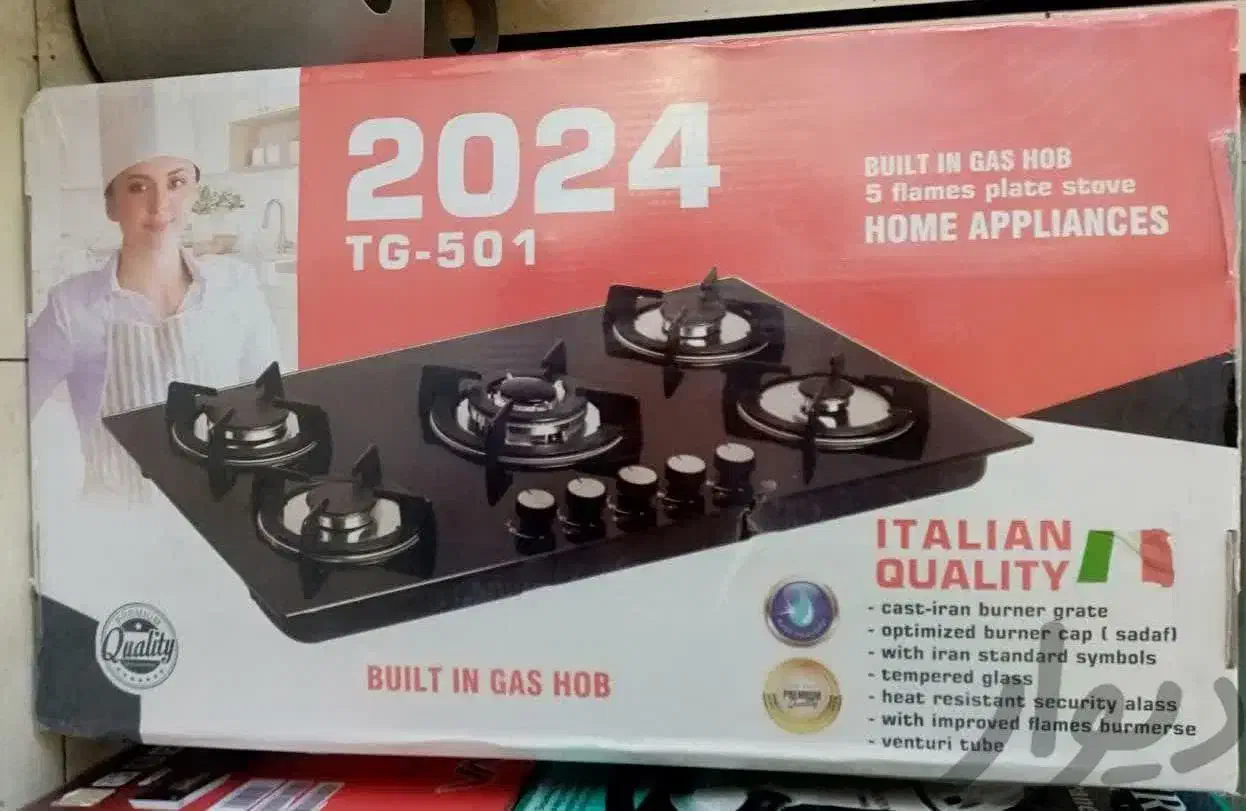 2024
TG-501
BUILT IN GAS HOB
5 flames plate stove
HOME APPLIANCES
ITALIAN
QUALITY
- cast-iran burner grate
- optimized burner cap ( sadaf)
- with iran standard symbols
- tempered glass
- heat resistant security alass
- with improved flames burmerse
- venturi tube
PREMIUM
Quality
PREMIUM
BUILT IN GAS HOB
دیوار